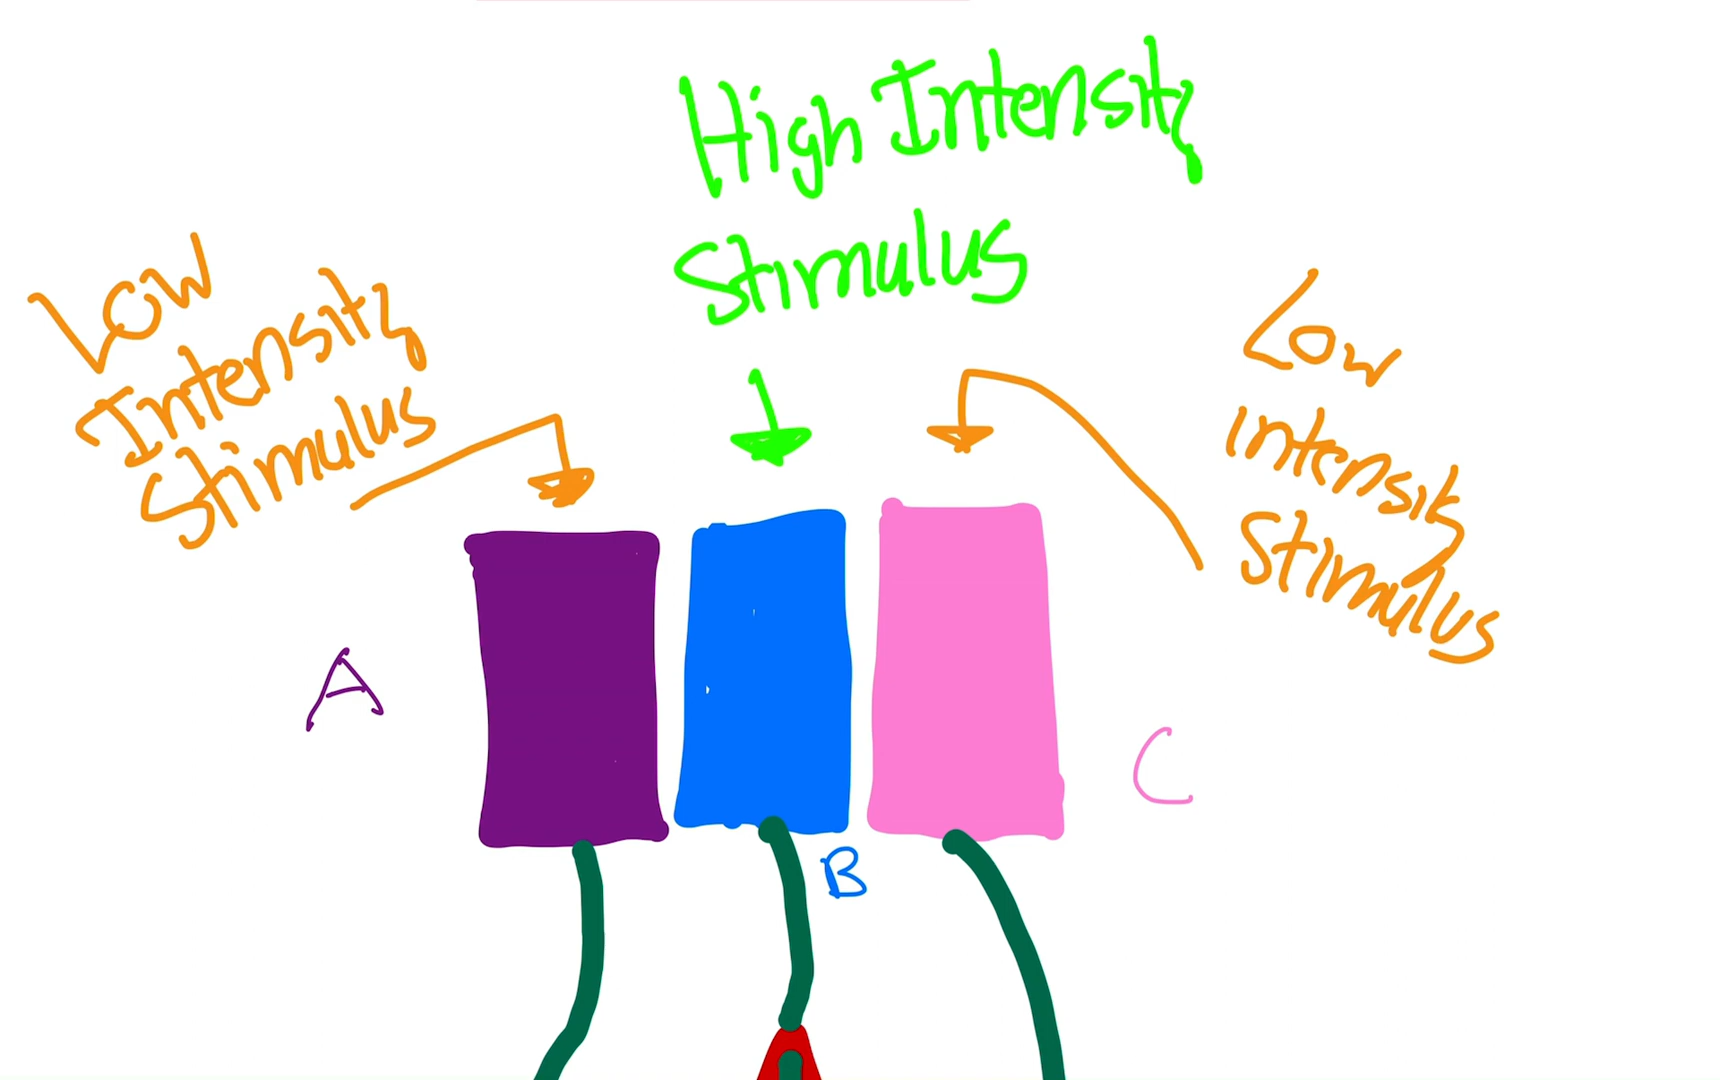 High Intensity
Stimulus
Low
Intensity
Stimulus
Low
intensity
Stimulus
A
B
C